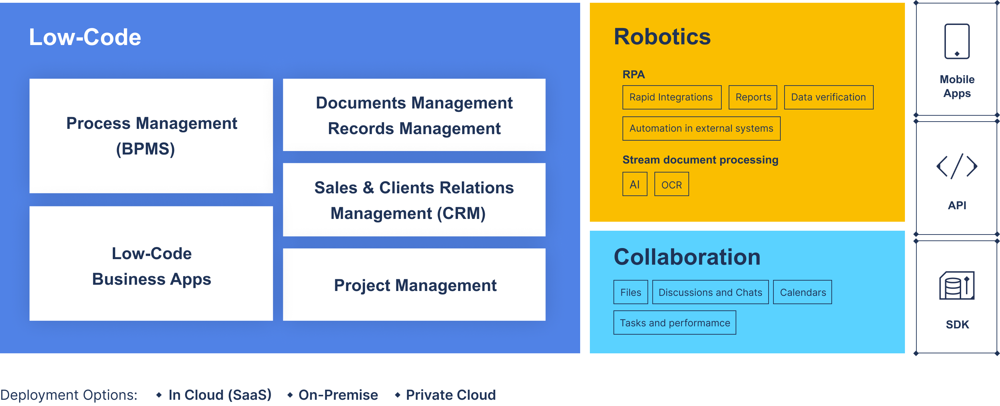 Low-Code
Process Management
(BPMS)
Low-Code
Business Apps
Documents Management
Records Management
Sales & Clients Relations
Management (CRM)
Project Management
Robotics
RPA
Rapid Integrations
Reports
Data verification
Automation in external systems
Stream document processing
AI
OCR
Collaboration
Files
Discussions and Chats
Calendars
Tasks and performamce
Mobile
Apps
API
SDK
Deployment Options: In Cloud (SaaS) On-Premise Private Cloud